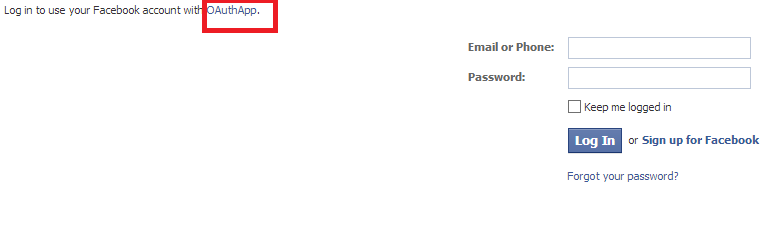 Log in to use your Facebook account with OAuthApp.
Email or Phone:
Password:
Keep me logged in
Log In or Sign up for Facebook
Forgot your password?